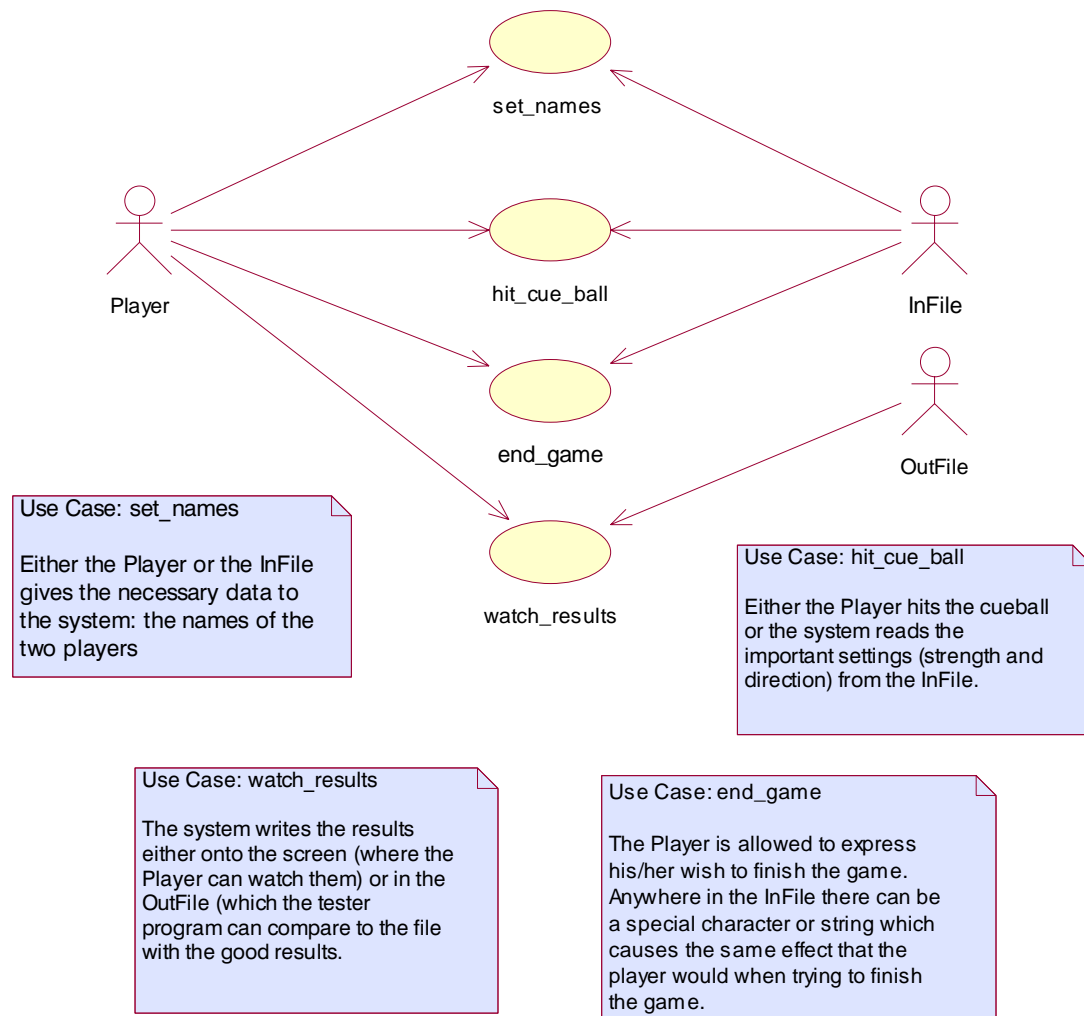 set_names
Player
hit_cue_ball
InFile
end_game
OutFile
watch_results
Use Case: set_names
Either the Player or the InFile
gives the necessary data to
the system: the names of the
two players
Use Case: hit_cue_ball
Either the Player hits the cueball
or the system reads the
important settings (strength and
direction) from the InFile.
Use Case: watch_results
The system writes the results
either onto the screen (where the
Player can watch them) or in the
OutFile (which the tester
program can compare to the file
with the good results.
Use Case: end_game
The Player is allowed to express
his/her wish to finish the game.
Anywhere in the InFile there can be
a special character or string which
causes the same effect that the
player would when trying to finish
the game.